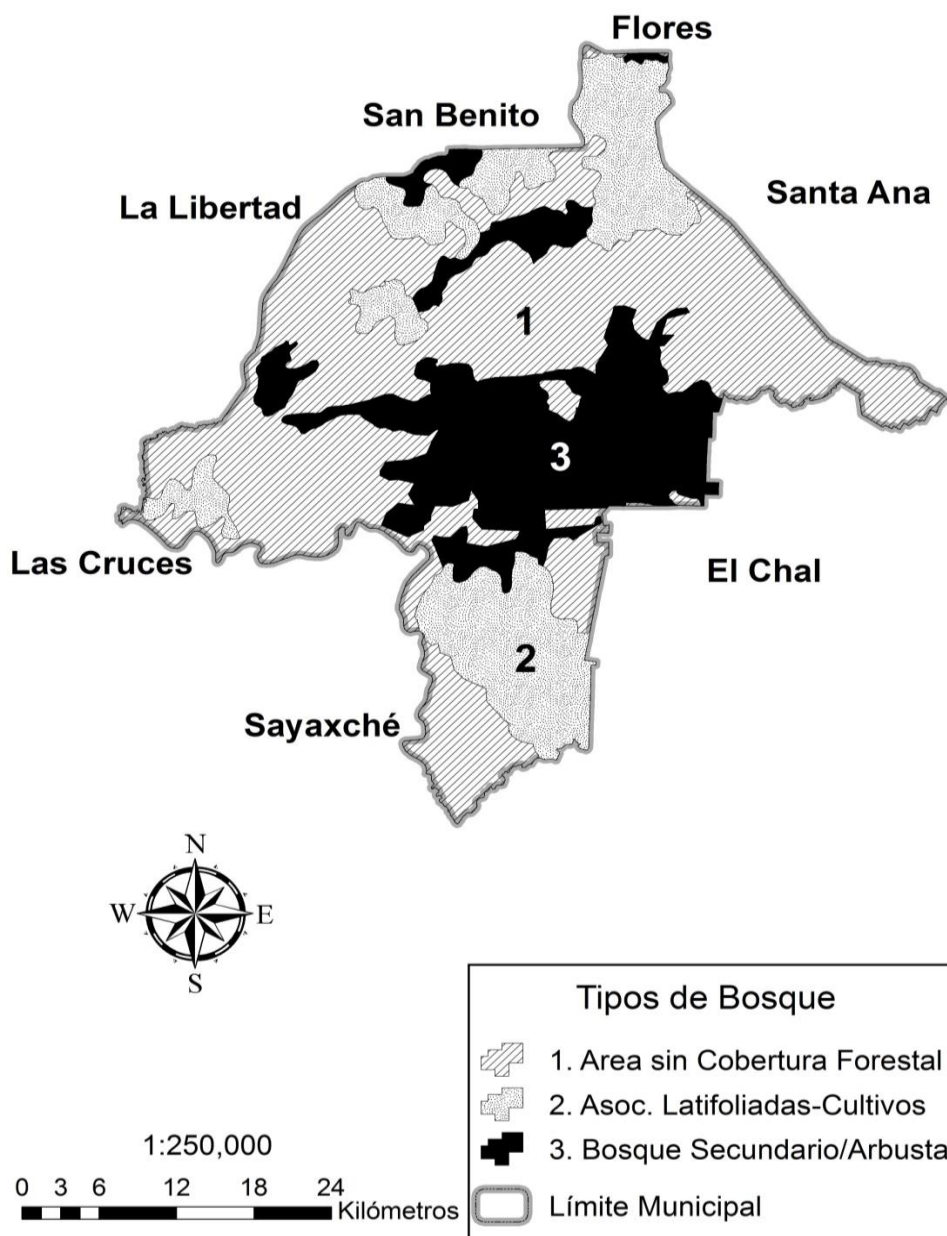 Flores
San Benito
Santa Ana
La Libertad
1
3
Las Cruces
El Chal
2
Sayaxché
N
W E
S
Tipos de Bosque
1. Area sin Cobertura Forestal
2. Asoc. Latifoliadas-Cultivos
3. Bosque Secundario/Arbusta
Límite Municipal
1:250,000
0 3 6 12 18 24
Kilómetros